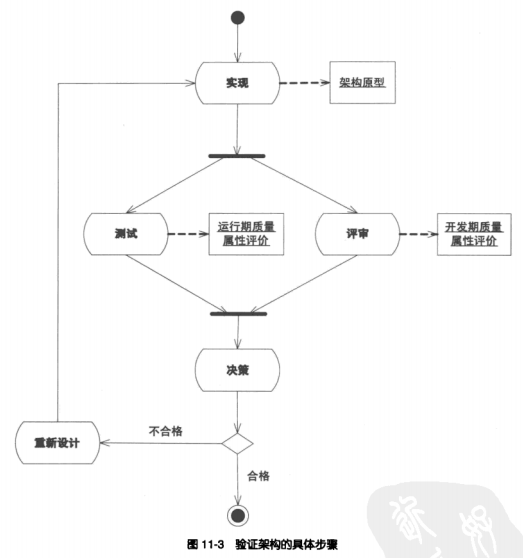 实现
架构原型
测试
运行期质量
属性评价
评审
开发期质量
属性评价
决策
不合格
重新设计
合格
图 11-3 验证架构的具体步骤